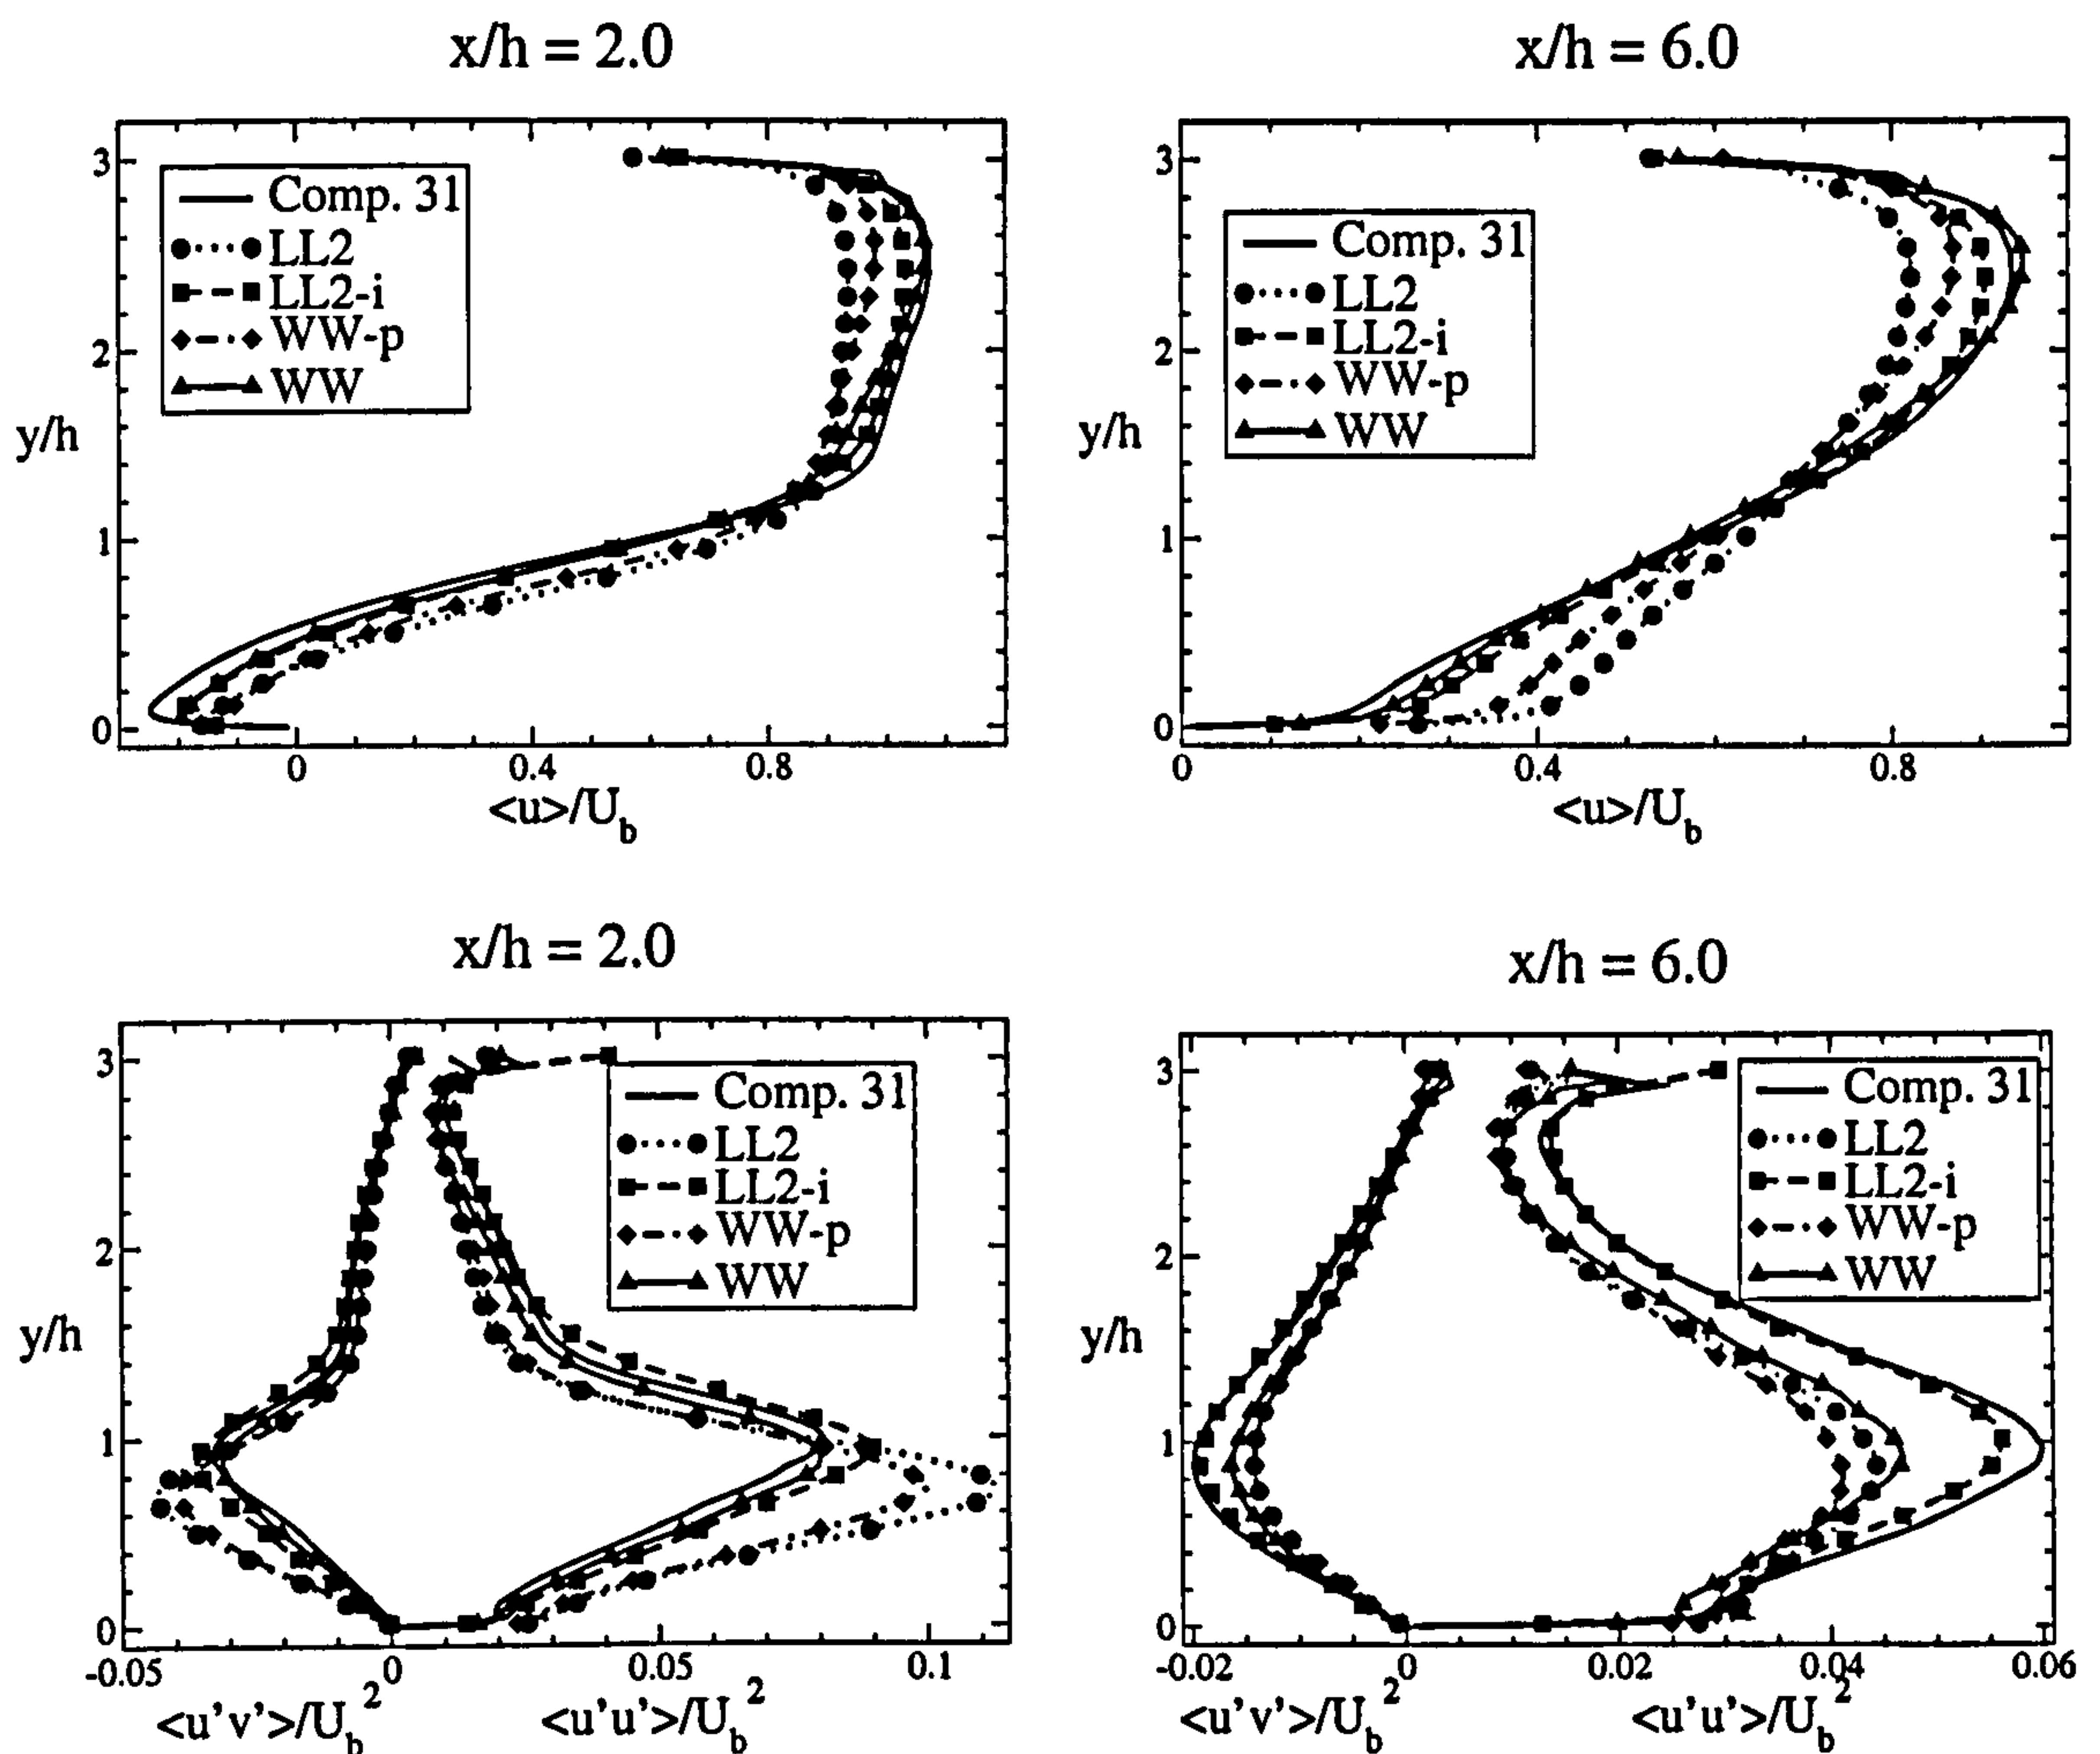 x/h = 2.0
x/h = 6.0
3
2
1
0
y/h
Comp. 31
LL2
LL2-i
WW-p
WW
0
0.4
0.8
<u>/U_b
3
2
1
0
y/h
Comp. 31
LL2
LL2-i
WW-p
WW
0
0.4
0.8
<u>/U_b
x/h = 2.0
x/h = 6.0
3
2
1
0
y/h
Comp. 31
LL2
LL2-i
WW-p
WW
-0.05
0
0.05
0.1
<u'v'>/U_b^2
<u'u'>/U_b^2
3
2
1
0
y/h
Comp. 31
LL2
LL2-i
WW-p
WW
-0.02
0
0.02
0.04
0.06
<u'v'>/U_b^2
<u'u'>/U_b^2